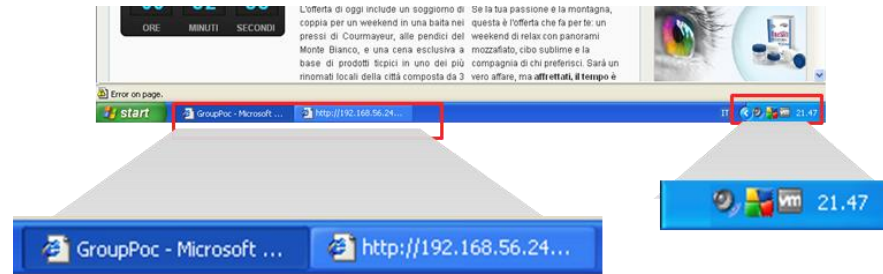 ORE MINUTI SECONDI
L'offerta di oggi include un soggiorno di
coppia per un weekend in una baita nei
pressi di Courmayeur, alle pendici del
Monte Bianco, e una cena esclusiva a
base di prodotti ticpici in uno dei più
rinomati locali della città composta da 3
Se la tua passione è la montagna,
questa è l'offerta che fa per te: un
weekend di relax con panorami
mozzafiato, cibo sublime e la
compagnia di chi preferisci. Sarà un
vero affare, ma affrettati, il tempo è
Error on page.
start
GroupPoc - Microsoft ...
http://192.168.56.24...
IT
21.47
GroupPoc - Microsoft ...
http://192.168.56.24...
vm 21.47